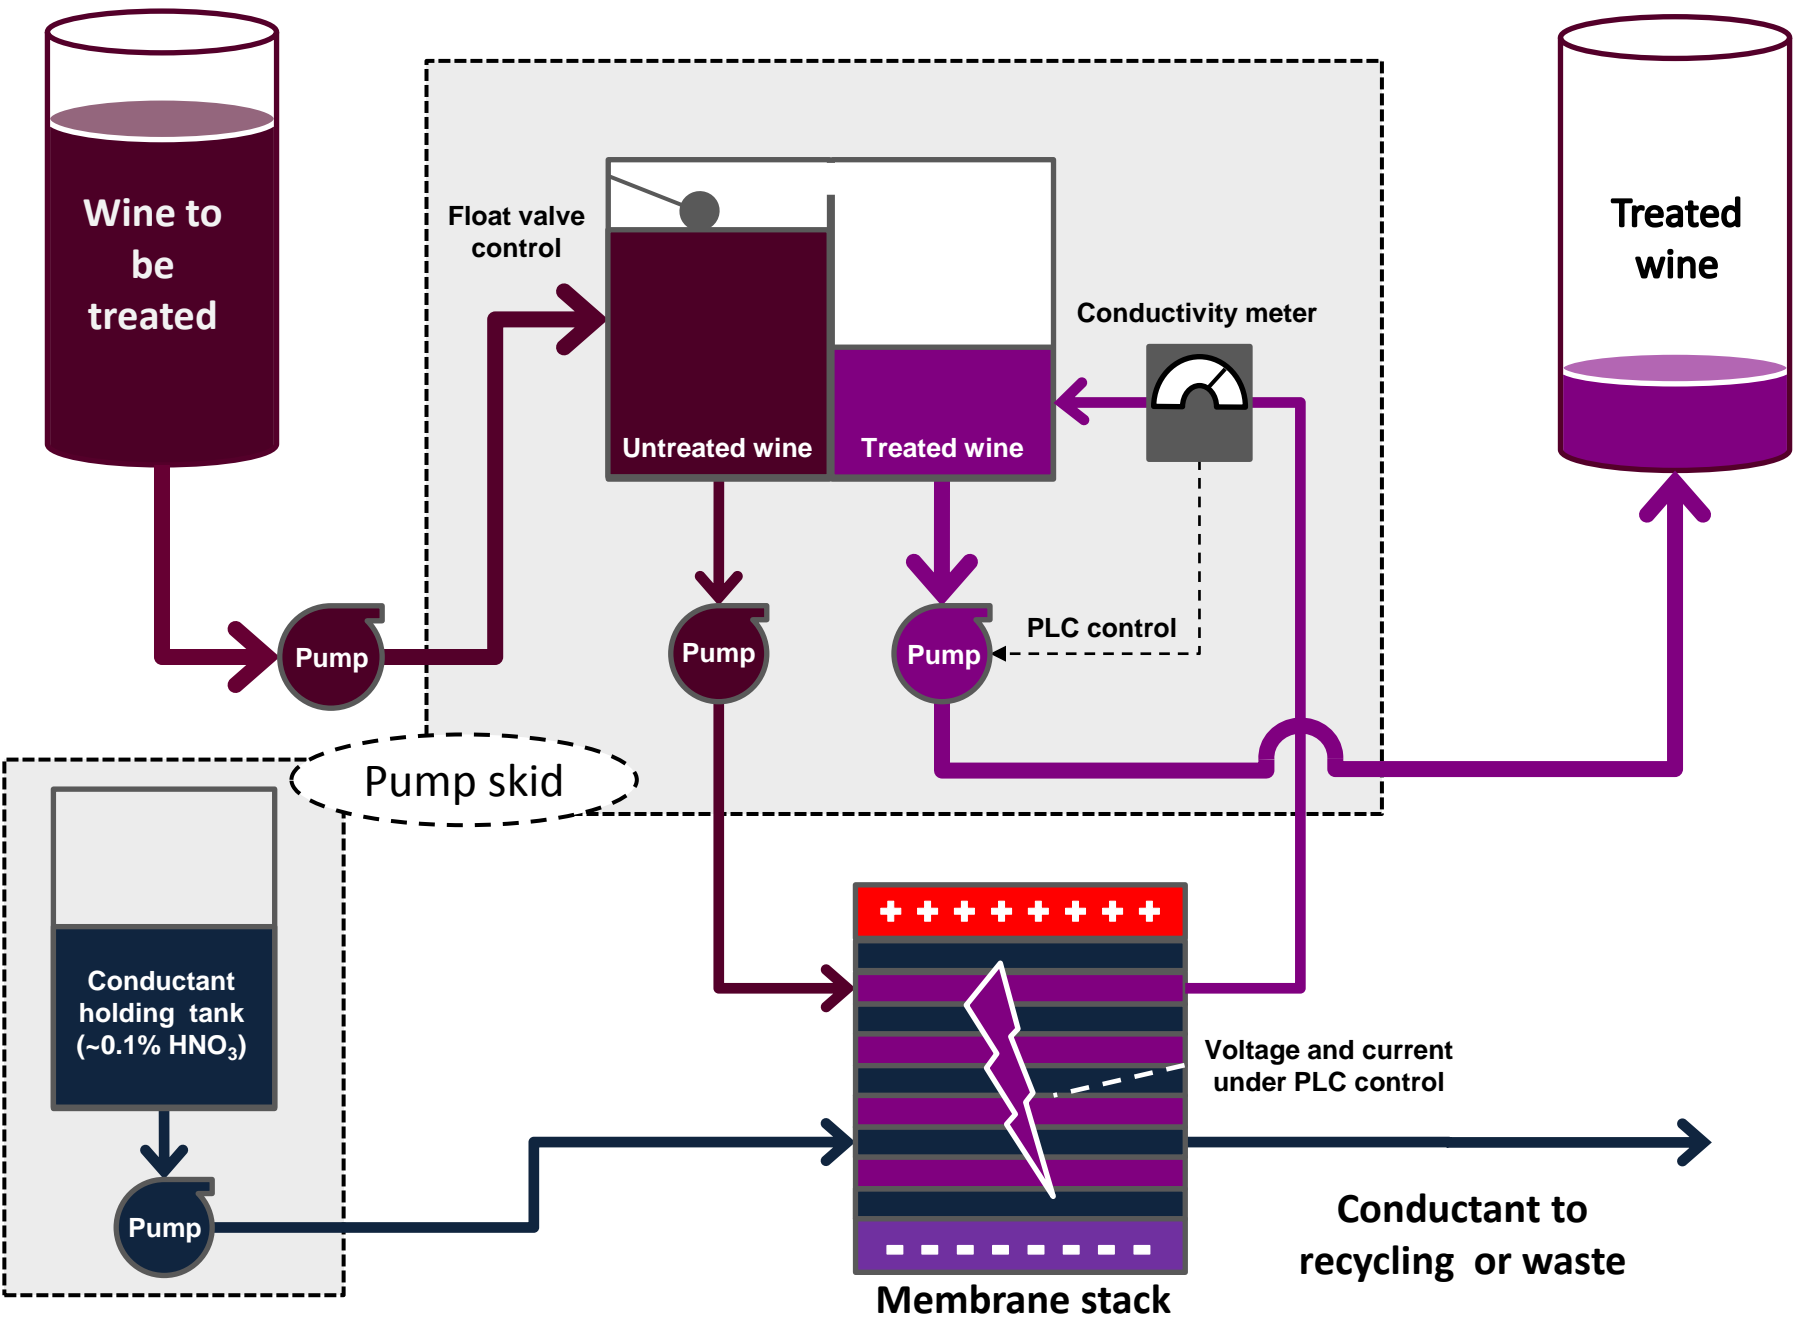 Wine to
be
treated
Float valve
control
Untreated wine
Treated wine
Conductivity meter
Treated
wine
Pump
Pump
Pump
PLC control
Pump skid
Conductant
holding tank
(~0.1% HNO₃)
Pump
+ + + + + + + +
Voltage and current
under PLC control
- - - - - - - -
Membrane stack
Conductant to
recycling or waste